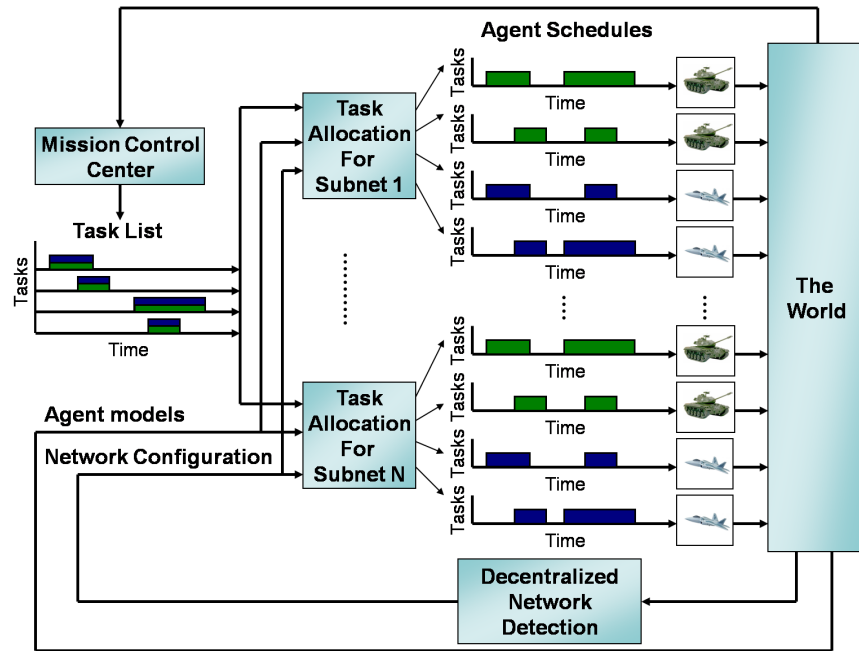 Agent Schedules
Tasks
Time
Tasks
Time
Tasks
Time
Tasks
Time
Task
Allocation
For
Subnet 1
Mission Control
Center
Task List
Tasks
Time
The
World
Tasks
Time
Tasks
Time
Tasks
Time
Tasks
Time
Task
Allocation
For
Subnet N
Agent models
Network Configuration
Decentralized
Network
Detection